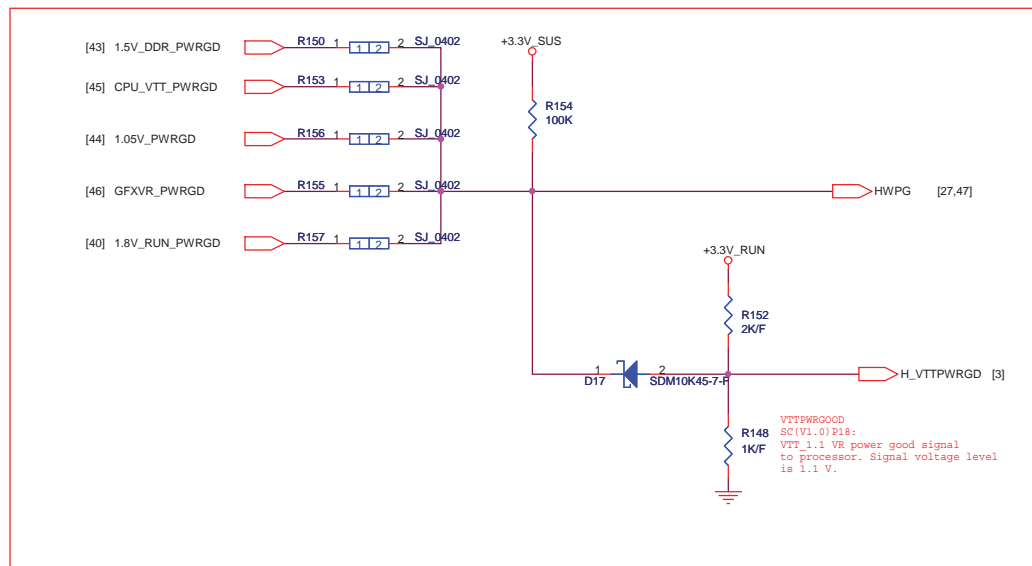 [43] 1.5V_DDR_PWRGD R150 1 1 2 2 SJ_0402
[45] CPU_VTT_PWRGD R153 1 1 2 2 SJ_0402
[44] 1.05V_PWRGD R156 1 1 2 2 SJ_0402
[46] GFXVR_PWRGD R155 1 1 2 2 SJ_0402
[40] 1.8V_RUN_PWRGD R157 1 1 2 2 SJ_0402
+3.3V_SUS
R154
100K
HWPG [27,47]
+3.3V_RUN
R152
2K/F
1 2
D17 SDM10K45-7-F
H_VTTPWRGD [3]
R148
1K/F
VTTPWRGOOD
SC(V1.0)P18:
VTT_1.1 VR power good signal
to processor. Signal voltage level
is 1.1 V.